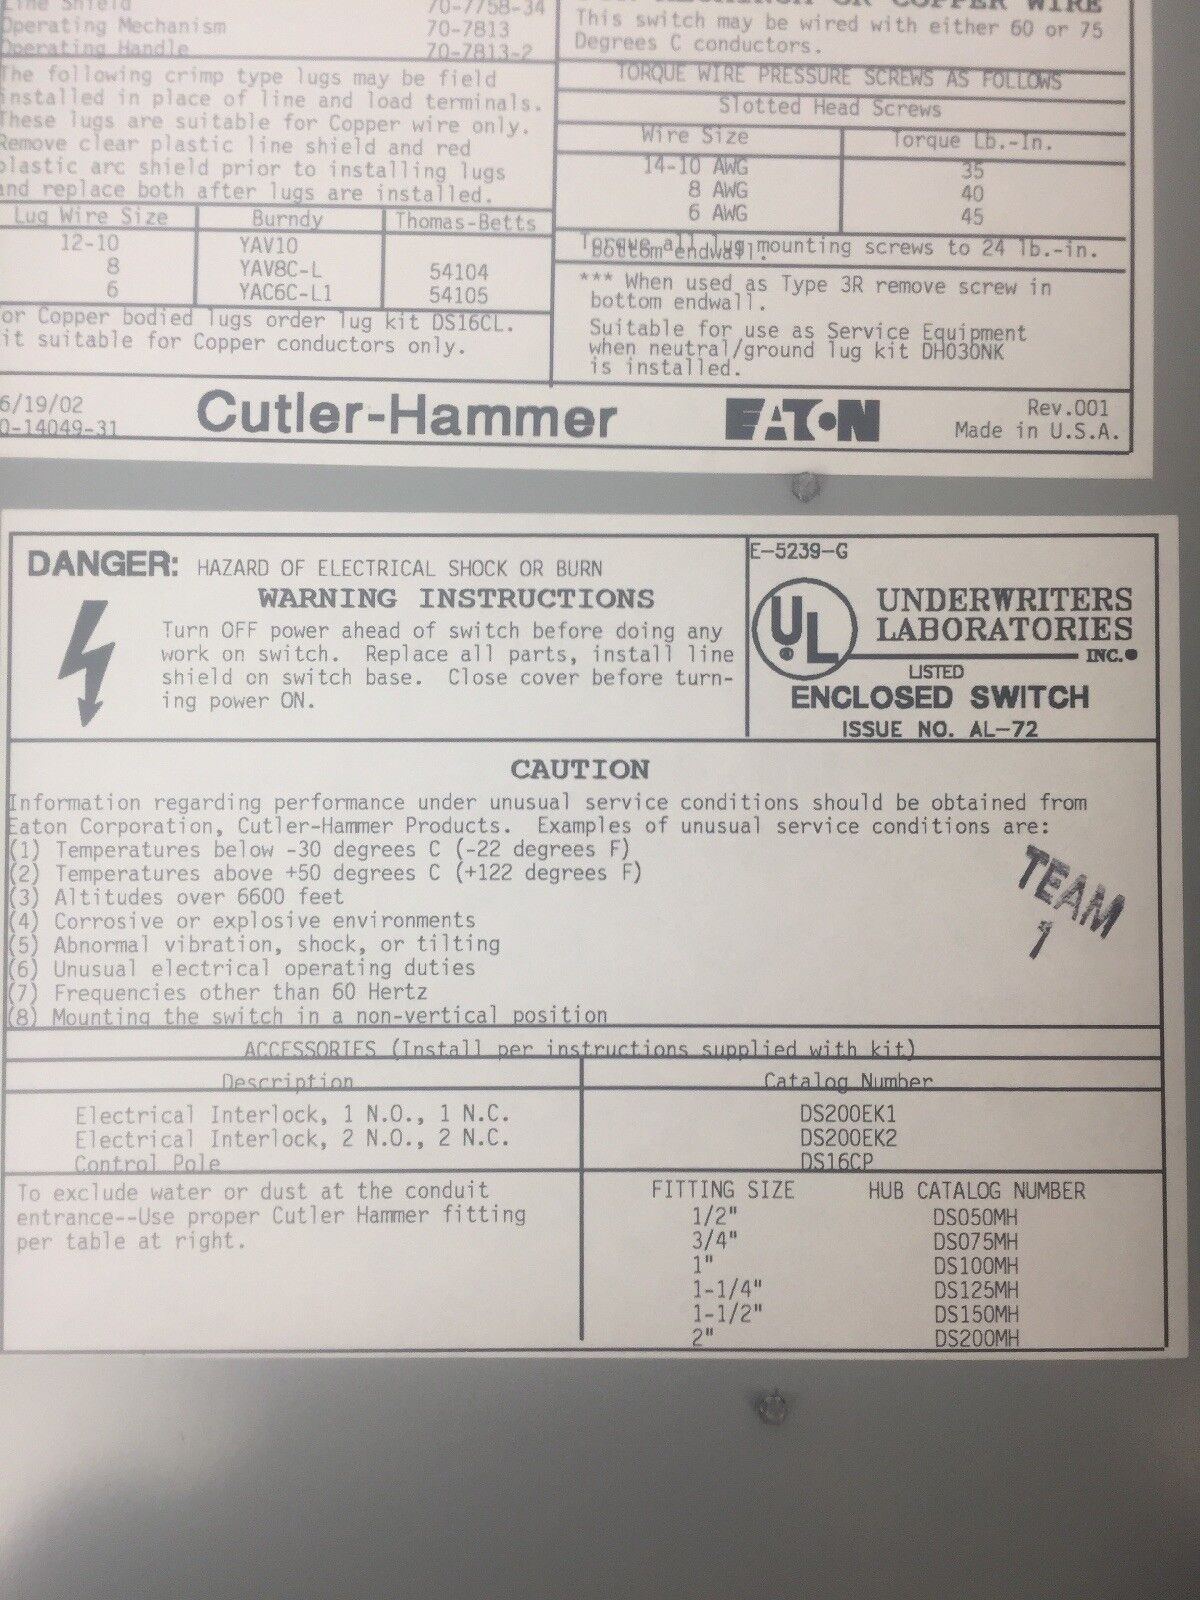 Line Shield 70-7758-34
Operating Mechanism 70-7813
Operating Handle 70-7813-2
The following crimp type lugs may be field
installed in place of line and load terminals.
These lugs are suitable for Copper wire only.
Remove clear plastic line shield and red
plastic arc shield prior to installing lugs
and replace both after lugs are installed.
Lug Wire Size Burndy Thomas-Betts
12-10 YAV10
8 YAV8C-L 54104
6 YAC6C-L1 54105
or Copper bodied lugs order lug kit DS16CL.
it suitable for Copper conductors only.
OR COPPER WIRE
This switch may be wired with either 60 or 75
Degrees C conductors.
TORQUE WIRE PRESSURE SCREWS AS FOLLOWS
Slotted Head Screws
Wire Size Torque Lb.-In.
14-10 AWG 35
8 AWG 40
6 AWG 45
Torque all lug mounting screws to 24 lb.-in.
bottom endwall.
*** When used as Type 3R remove screw in
bottom endwall.
Suitable for use as Service Equipment
when neutral/ground lug kit DH030NK
is installed.
6/19/02
0-14049-31
Cutler-Hammer
EATON
Rev.001
Made in U.S.A.
DANGER: HAZARD OF ELECTRICAL SHOCK OR BURN
WARNING INSTRUCTIONS
Turn OFF power ahead of switch before doing any
work on switch. Replace all parts, install line
shield on switch base. Close cover before turn-
ing power ON.
E-5239-G
UL ®
UNDERWRITERS
LABORATORIES
INC.®
LISTED
ENCLOSED SWITCH
ISSUE NO. AL-72
CAUTION
Information regarding performance under unusual service conditions should be obtained from
Eaton Corporation, Cutler-Hammer Products. Examples of unusual service conditions are:
(1) Temperatures below -30 degrees C (-22 degrees F)
(2) Temperatures above +50 degrees C (+122 degrees F)
(3) Altitudes over 6600 feet
(4) Corrosive or explosive environments
(5) Abnormal vibration, shock, or tilting
(6) Unusual electrical operating duties
(7) Frequencies other than 60 Hertz
(8) Mounting the switch in a non-vertical position
TEAM
1
ACCESSORIES (Install per instructions supplied with kit)
Description Catalog Number
Electrical Interlock, 1 N.O., 1 N.C. DS200EK1
Electrical Interlock, 2 N.O., 2 N.C. DS200EK2
Control Pole DS16CP
To exclude water or dust at the conduit
entrance--Use proper Cutler Hammer fitting
per table at right.
FITTING SIZE HUB CATALOG NUMBER
1/2" DS050MH
3/4" DS075MH
1" DS100MH
1-1/4" DS125MH
1-1/2" DS150MH
2" DS200MH